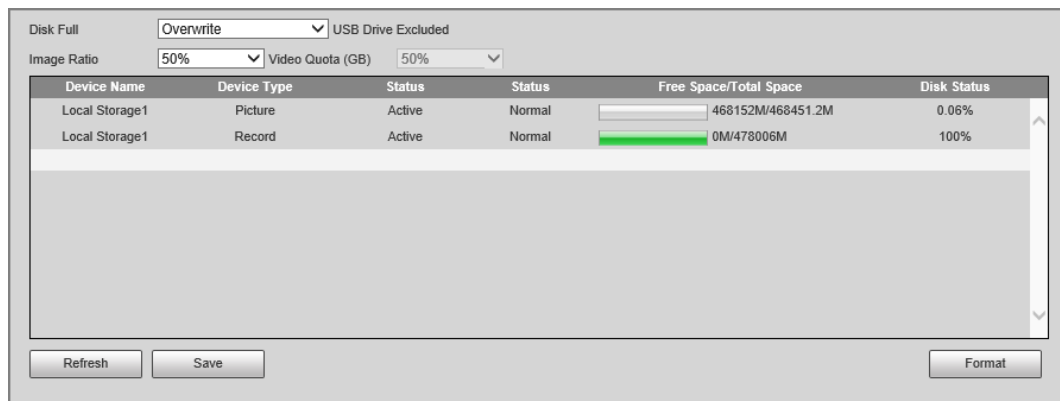 Disk Full Overwrite USB Drive Excluded
Image Ratio 50% Video Quota (GB) 50%
Device Name Device Type Status Status Free Space/Total Space Disk Status
Local Storage1 Picture Active Normal 468152M/468451.2M 0.06%
Local Storage1 Record Active Normal 0M/478006M 100%
Refresh Save Format